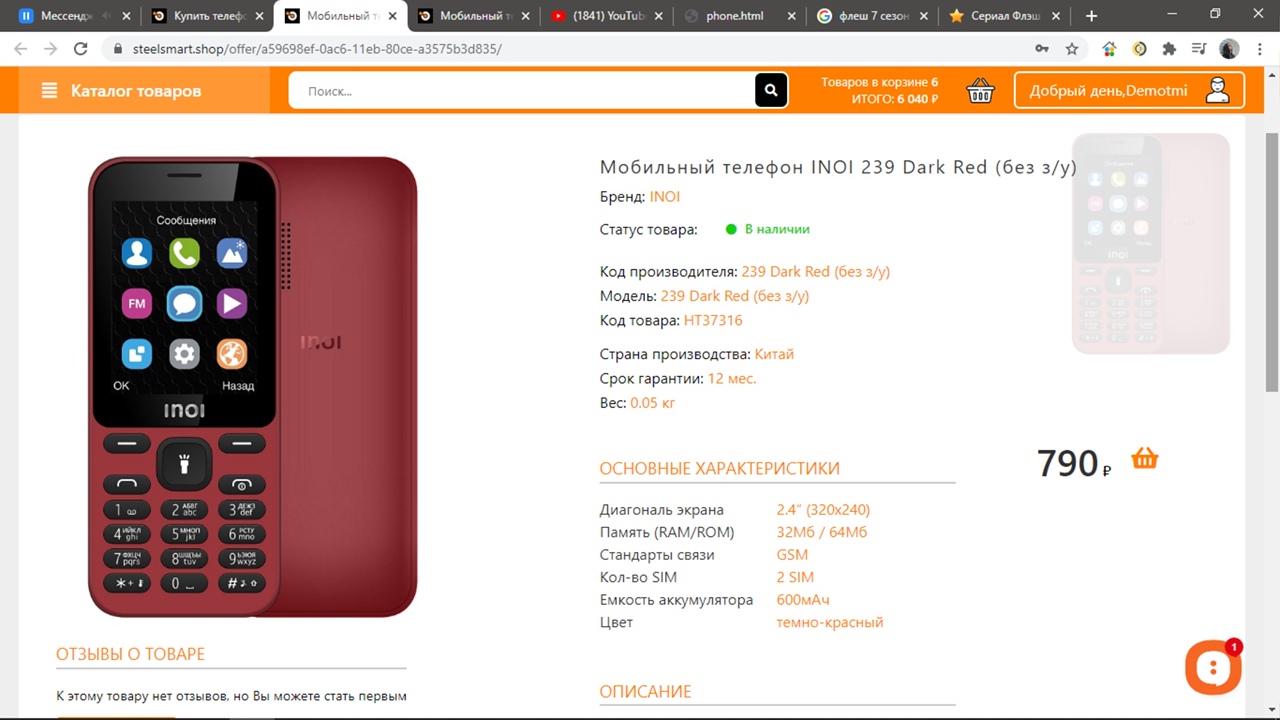 Мессендж
Купить телеф
Мобильный т
Мобильный т
(1841) YouTub
phone.html
флеш 7 сезон
Сериал Флэш
steelsmart.shop/offer/a59698ef-0ac6-11eb-80ce-a3575b3d835/
Каталог товаров
Поиск...
Товаров в корзине 6
ИТОГО: 6 040 ₽
Добрый день,Demotmi
Сообщения
FM
OK Назад
INOI
1
2 АБВГ abc
3 ДЕЖЗ def
4 ИЙКЛ ghi
5 МНОП jkl
6 РСТУ mno
7 ФХЦЧ pqrs
8 ШЩЪЫ tuv
9 ЬЭЮЯ wxyz
*+
0
#
INOI
Мобильный телефон INOI 239 Dark Red (без з/у)
Бренд: INOI
Статус товара: В наличии
Код производителя: 239 Dark Red (без з/у)
Модель: 239 Dark Red (без з/у)
Код товара: HT37316
Страна производства: Китай
Срок гарантии: 12 мес.
Вес: 0.05 кг
790 ₽
ОСНОВНЫЕ ХАРАКТЕРИСТИКИ
Диагональ экрана 2.4" (320x240)
Память (RAM/ROM) 32Мб / 64Мб
Стандарты связи GSM
Кол-во SIM 2 SIM
Емкость аккумулятора 600мАч
Цвет темно-красный
ОТЗЫВЫ О ТОВАРЕ
К этому товару нет отзывов, но Вы можете стать первым
ОПИСАНИЕ
1